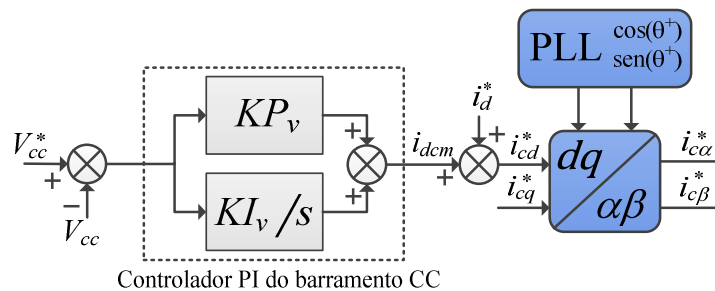 PLL cos(θ⁺)
sen(θ⁺)
V*cc
+
−
Vcc
KPv
KIv/s
+
+
idcm
+
i*d
+
i*cd
i*cq
dq
αβ
i*cα
i*cβ
Controlador PI do barramento CC